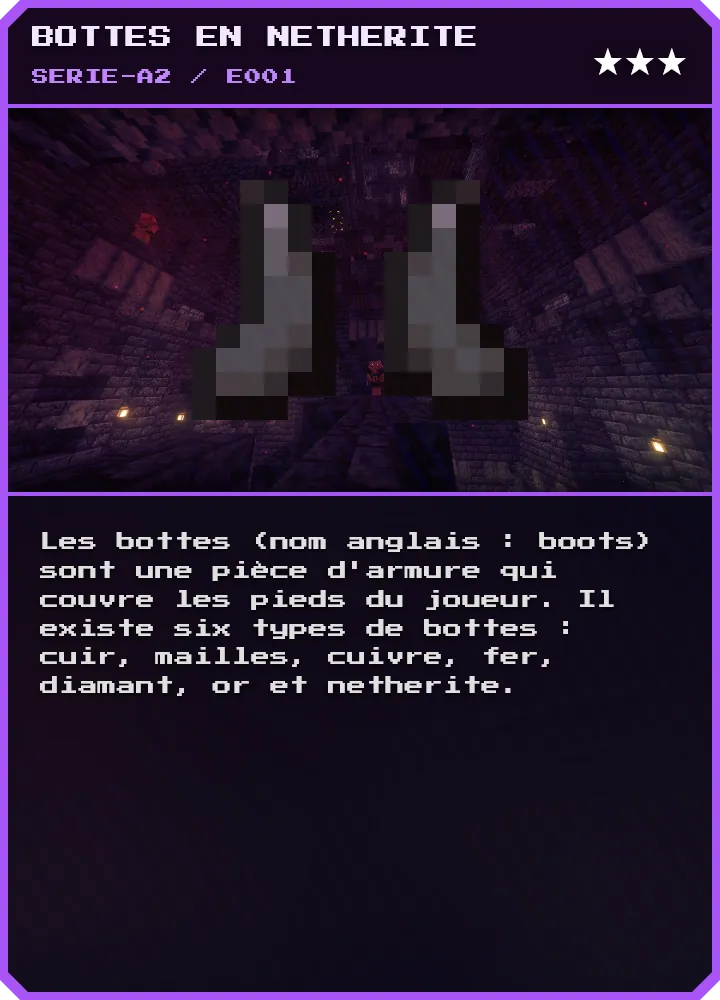 BOTTES EN NETHERITE
SERIE-A2 / E001
★★★
Les bottes (nom anglais : boots)
sont une pièce d'armure qui
couvre les pieds du joueur. Il
existe six types de bottes :
cuir, mailles, cuivre, fer,
diamant, or et netherite.